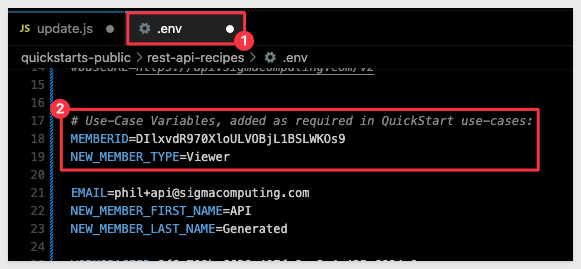 JS update.js
.env
1
quickstarts-public > rest-api-recipes > .env
14 #baseURL=https://api.sigmacomputing.com/v2
15
16
2
17 # Use-Case Variables, added as required in QuickStart use-cases:
18 MEMBERID=DIlxvdR970XloULVOBjL1BSLWKOs9
19 NEW_MEMBER_TYPE=Viewer
20
21 EMAIL=phil+api@sigmacomputing.com
22 NEW_MEMBER_FIRST_NAME=API
23 NEW_MEMBER_LAST_NAME=Generated
24